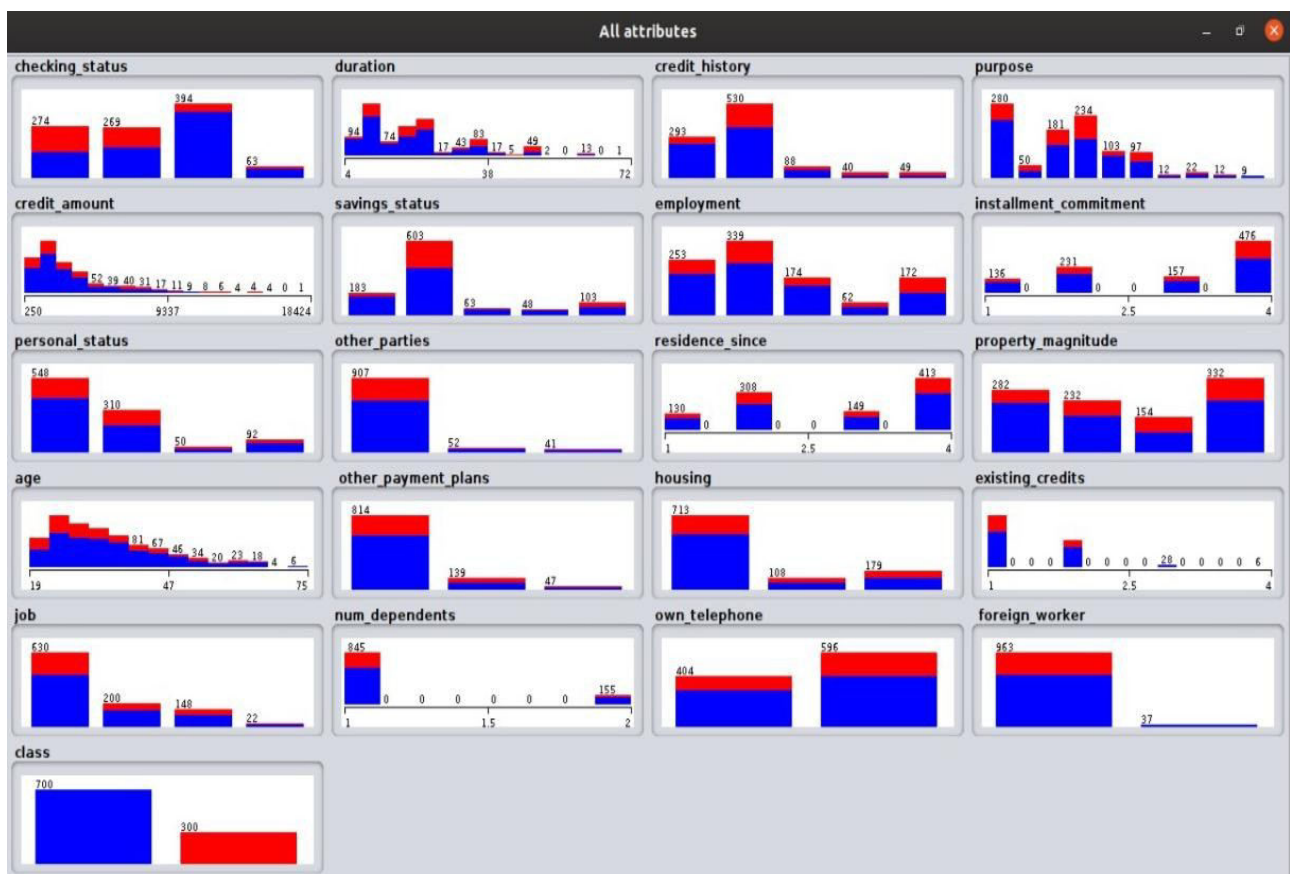 All attributes
checking_status duration credit_history purpose
274 269 394 63
94 74 17 43 83 17 5 49 2 0 13 0 1
4 38 72
293 530 88 40 49
280 50 181 234 103 97 12 22 12 9
credit_amount savings_status employment installment_commitment
52 39 40 31 17 11 9 8 6 4 4 4 0 1
250 9337 18424
183 603 63 48 103
253 339 174 62 172
136 0 231 0 0 157 0 476
1 2.5 4
personal_status other_parties residence_since property_magnitude
548 310 50 92
907 52 41
130 0 308 0 0 149 0 413
1 2.5 4
282 232 154 332
age other_payment_plans housing existing_credits
81 67 46 34 20 23 18 4 6
19 47 75
814 139 47
713 108 179
0 0 0 0 0 0 0 28 0 0 0 0 6
1 2.5 4
job num_dependents own_telephone foreign_worker
630 200 148 22
845 0 0 0 0 0 0 155
1 1.5 2
404 596
963 37
class
700 300